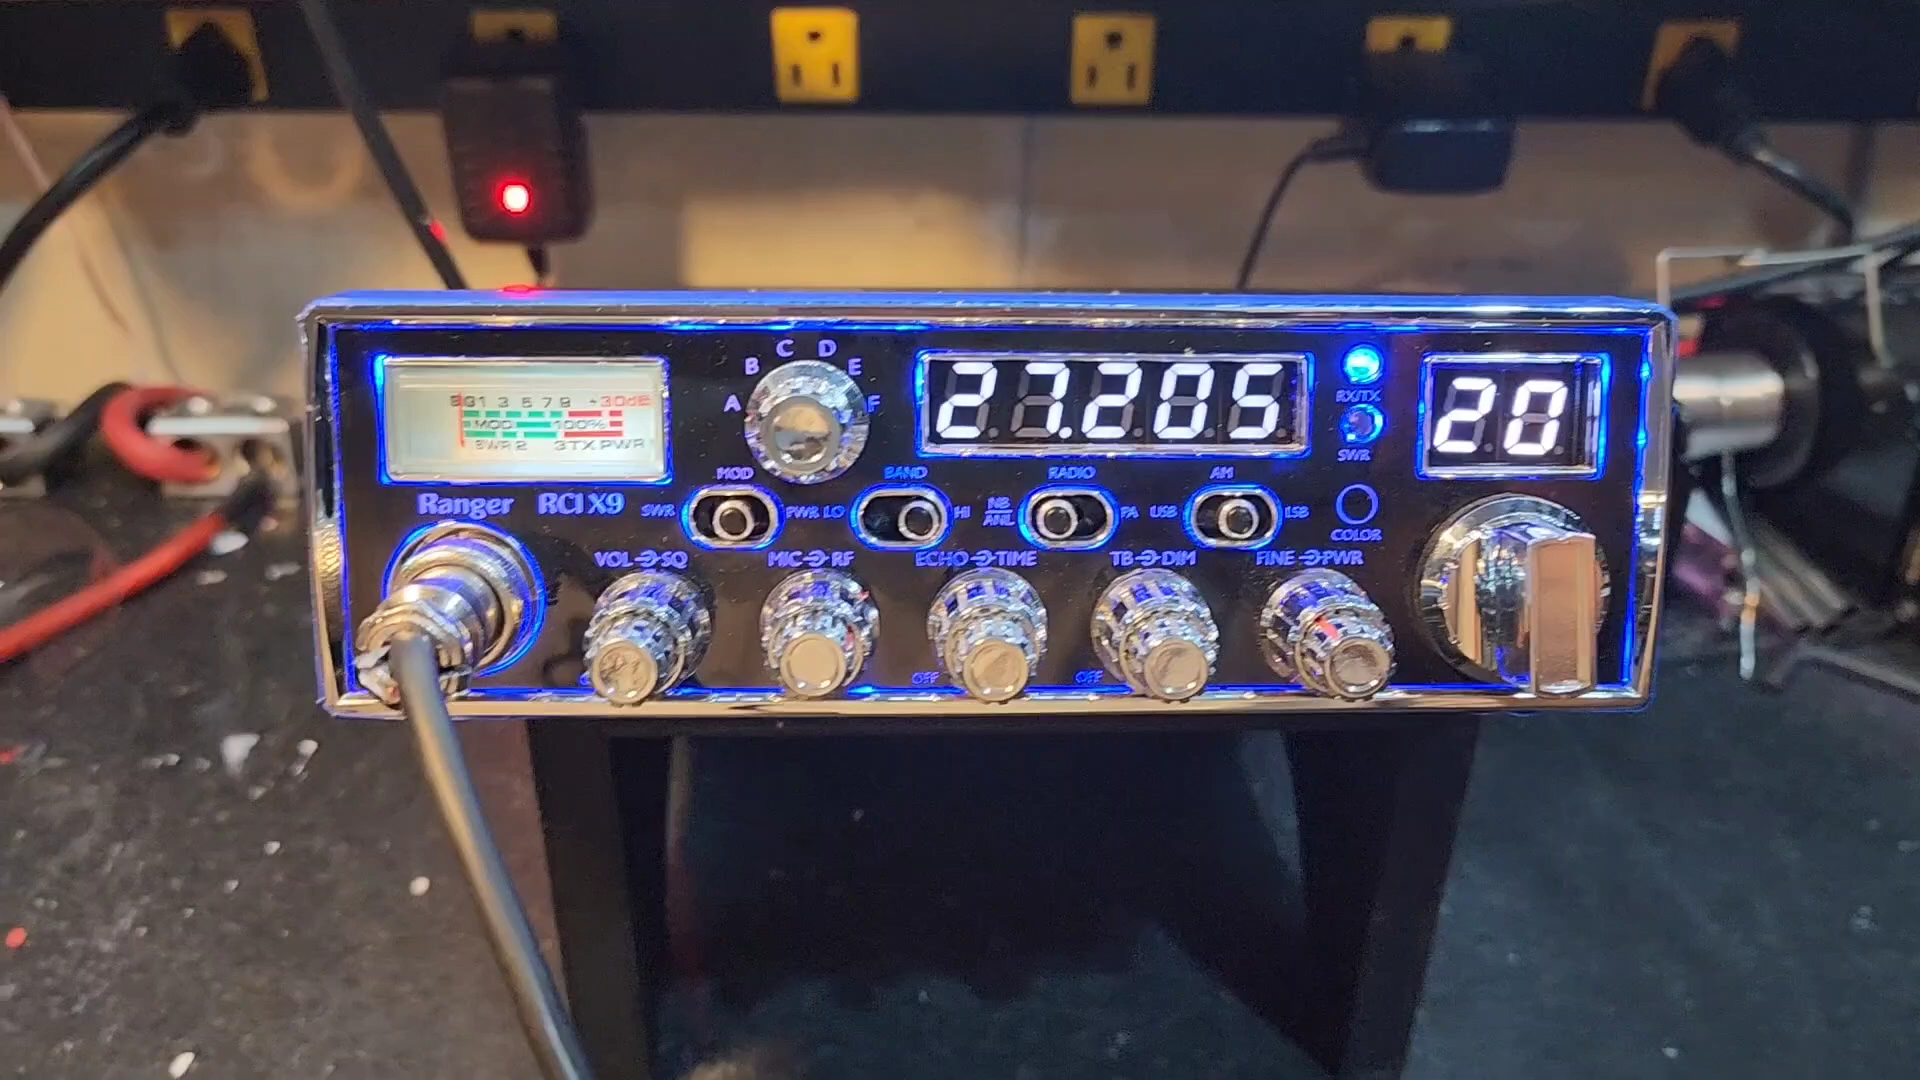 C D
B E
A F
S 1 3 5 7 9 +30dB
MOD 100%
SWR 2 3 TX PWR
27.205
RX/TX
SWR
20
Ranger RCI X9
MOD
SWR PWR
BAND
LO HI
RADIO
NB
ANL
PA
AM
USB LSB
COLOR
VOL SQ
MIC RF
ECHO TIME
TB DIM
FINE PWR
OFF
OFF